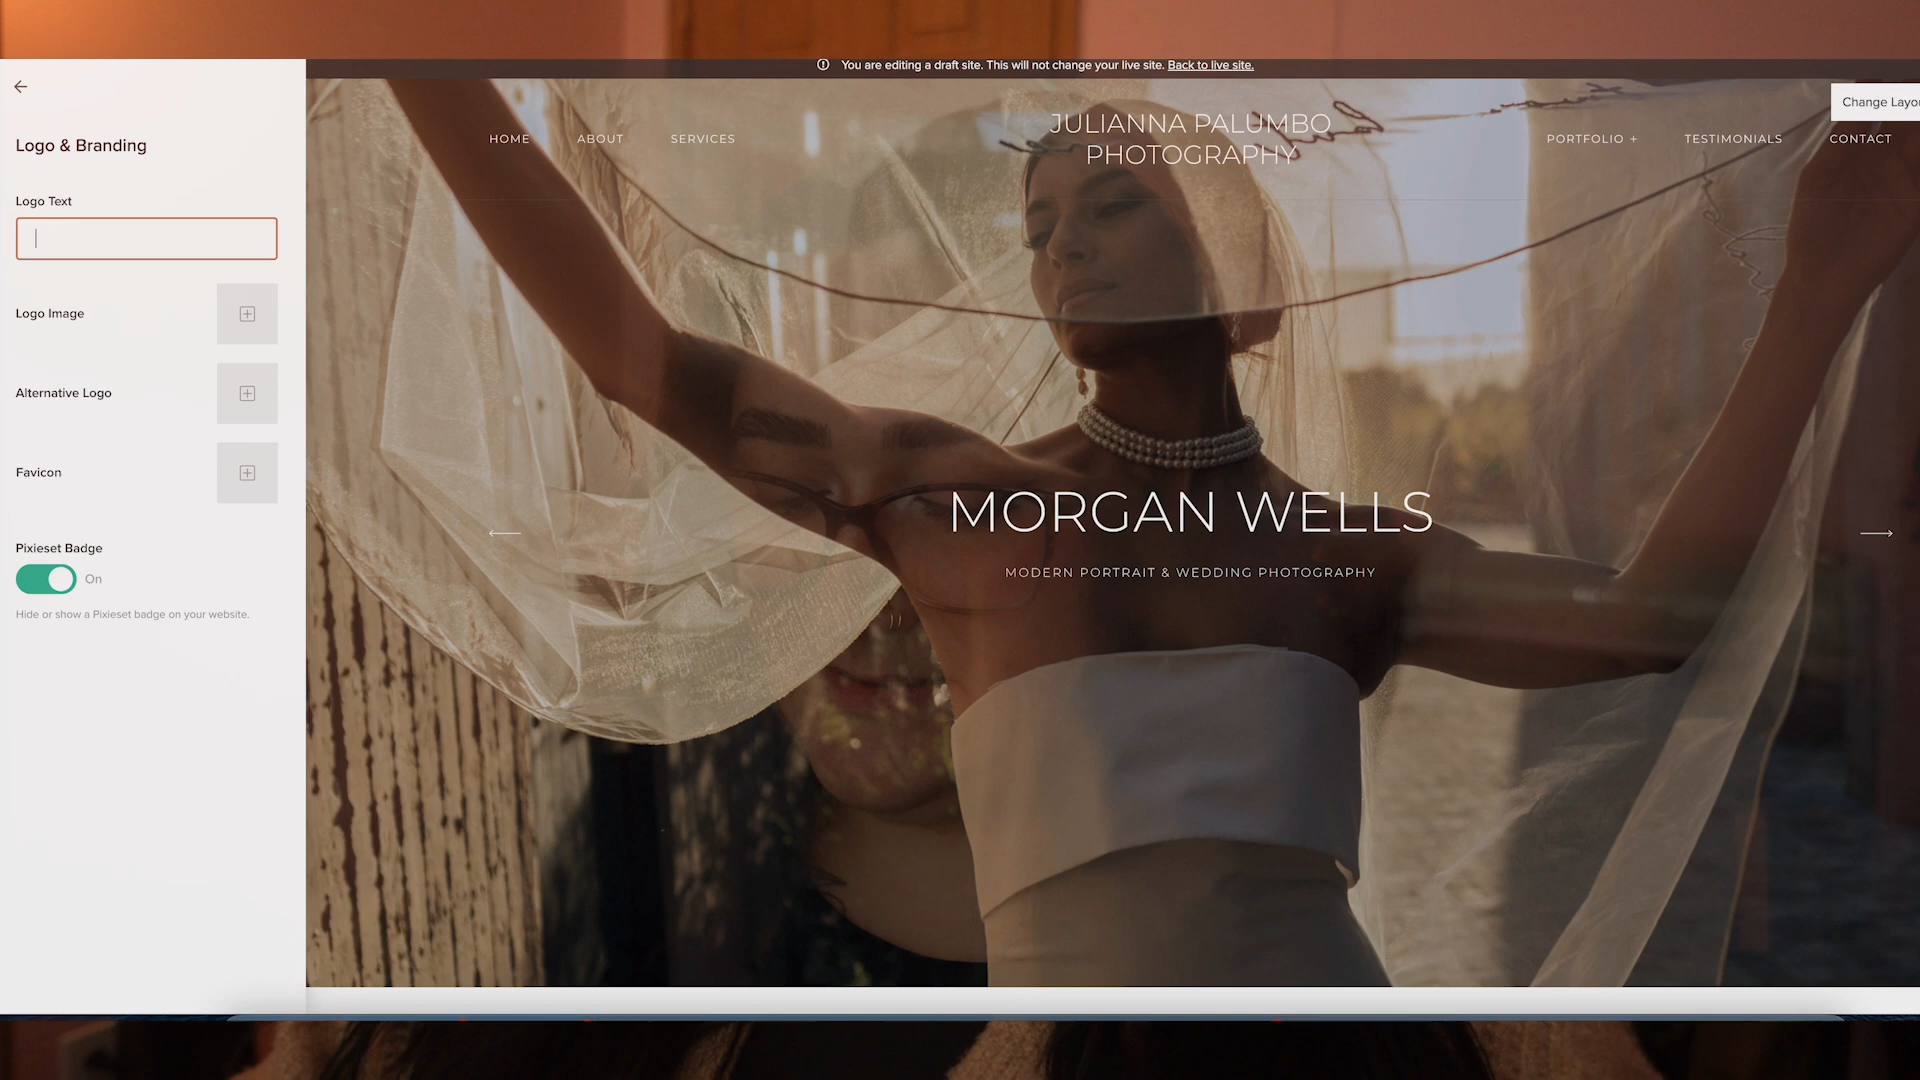 You are editing a draft site. This will not change your live site. Back to live site.
Change Layou
Logo & Branding
Logo Text
Logo Image
Alternative Logo
Favicon
Pixieset Badge
On
Hide or show a Pixieset badge on your website.
HOME
ABOUT
SERVICES
JULIANNA PALUMBO
PHOTOGRAPHY
PORTFOLIO +
TESTIMONIALS
CONTACT
MORGAN WELLS
MODERN PORTRAIT & WEDDING PHOTOGRAPHY